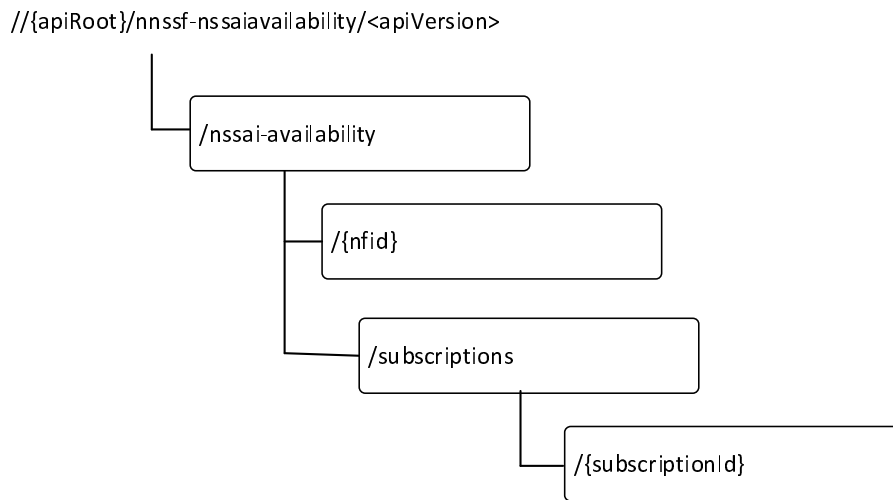 //{apiRoot}/nnssf-nssaiavailability/<apiVersion>
/nssai-availability
/{nfid}
/subscriptions
/{subscriptionId}